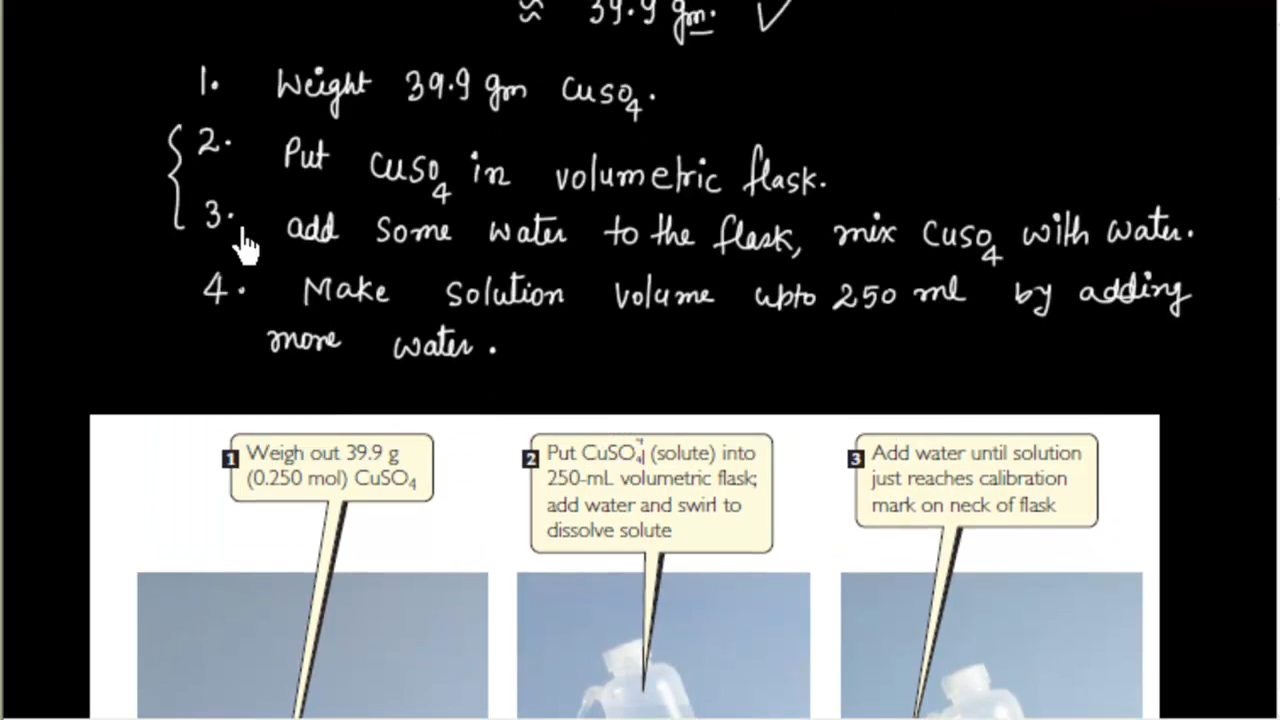 ≈ 39.9 gm. ✓
1. Weight 39.9 gm CuSO4.
2. Put CuSO4 in volumetric flask.
3. add some water to the flask, mix CuSO4 with water.
4. Make solution volume upto 250 ml by adding
more water.
1 Weigh out 39.9 g
(0.250 mol) CuSO4
2 Put CuSO4 (solute) into
250-mL volumetric flask;
add water and swirl to
dissolve solute
3 Add water until solution
just reaches calibration
mark on neck of flask